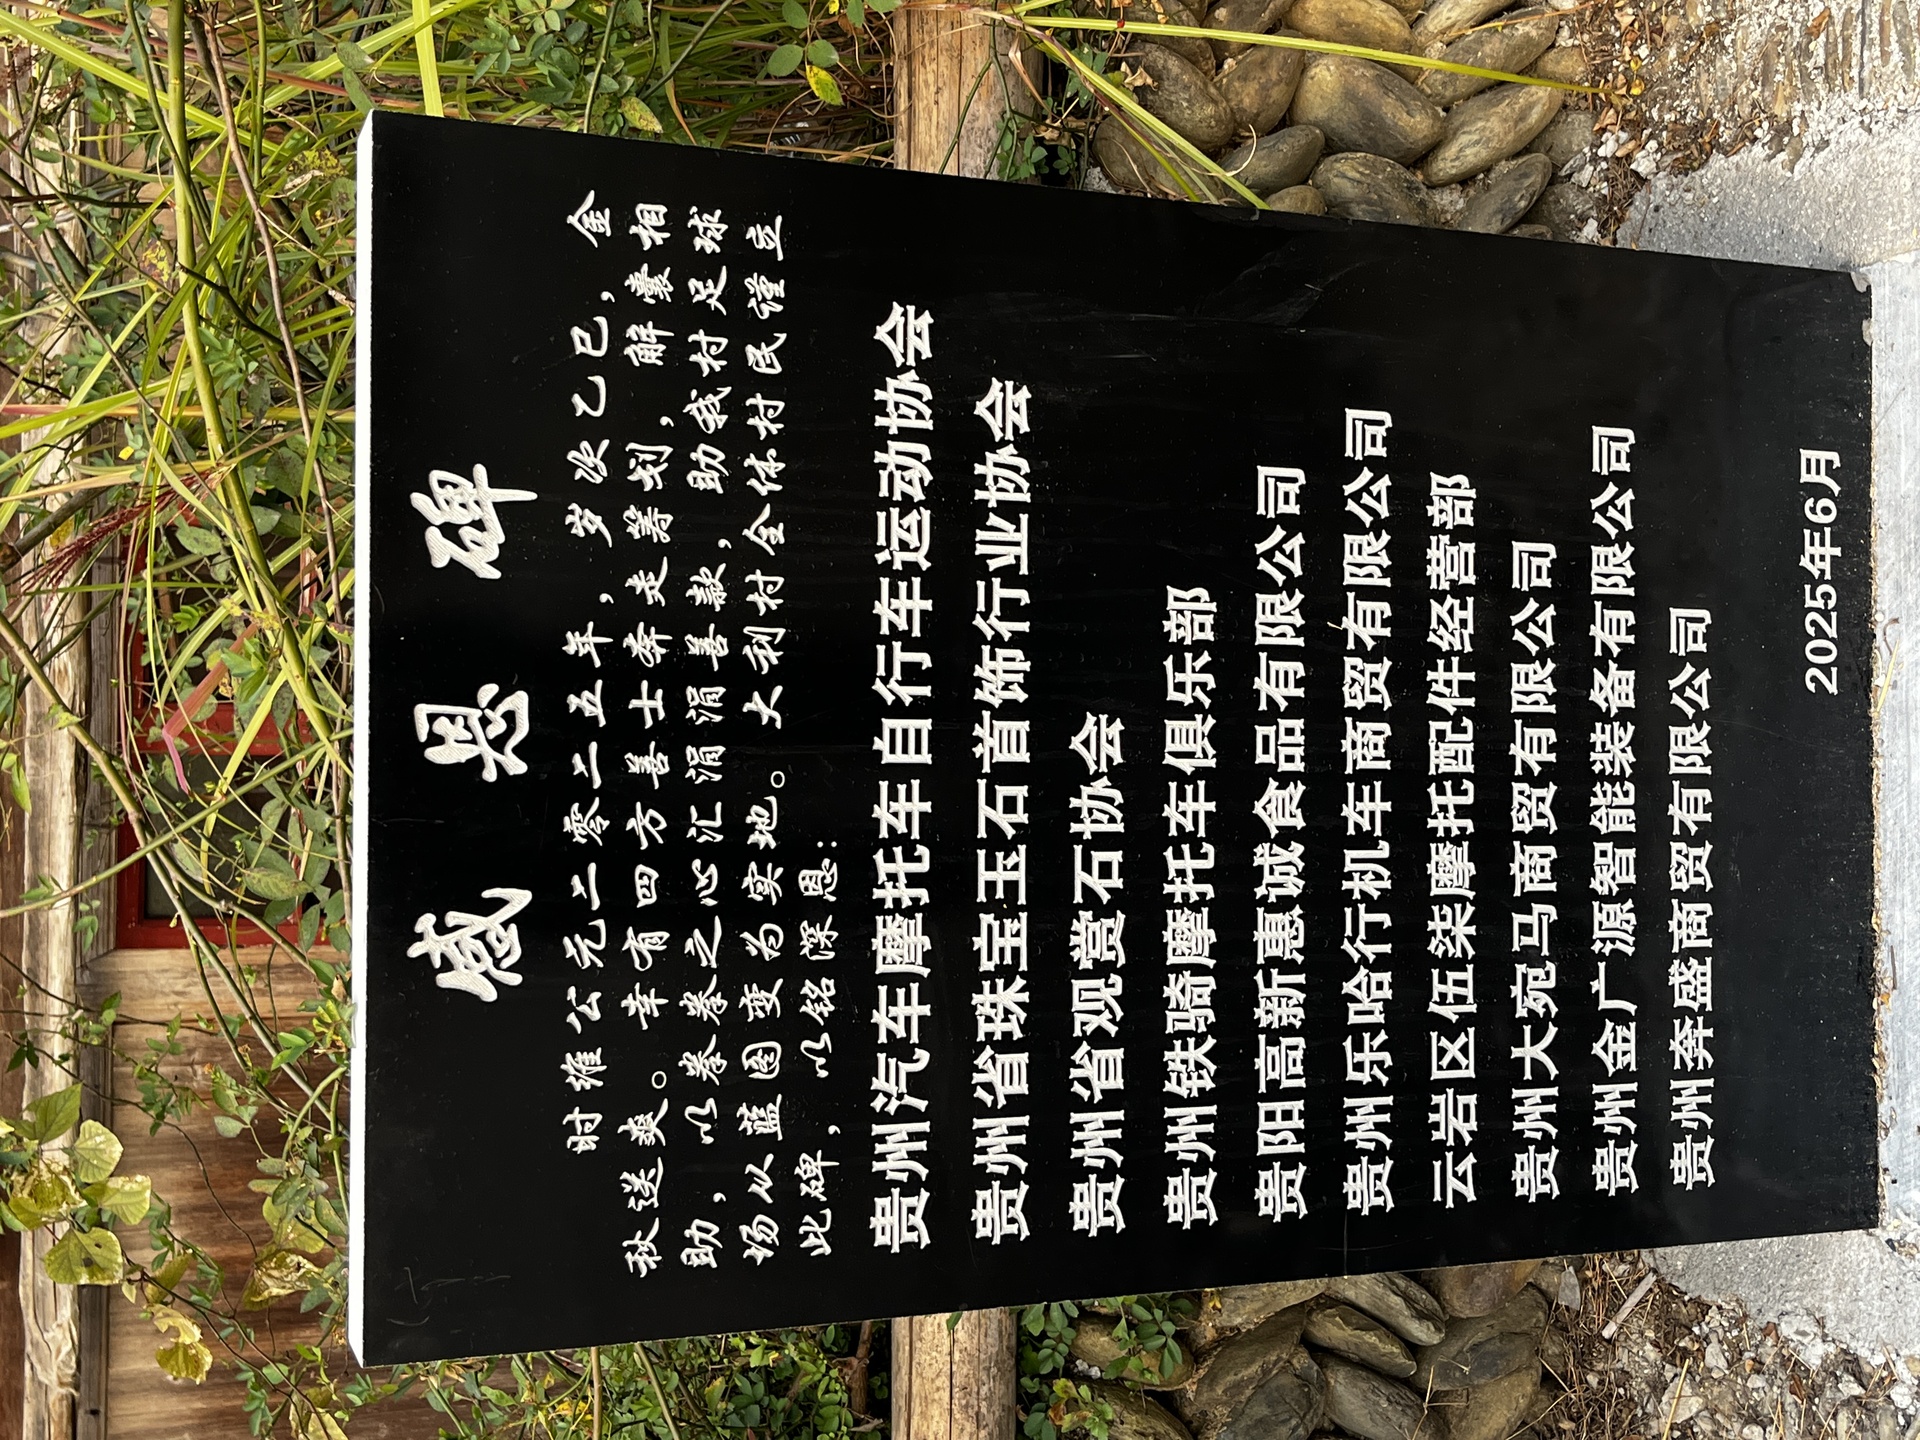 感恩碑
时维公元二零二五年，岁次乙巳，金
秋送爽。幸有四方善士奔走筹划，解囊相
助，以拳拳之心汇涓涓善款，助我村足球
场从蓝图变为实地。大利村全体村民谨立
此碑，以铭深恩：
贵州汽车摩托车自行车运动协会
贵州省珠宝玉石首饰行业协会
贵州省观赏石协会
贵州铁骑摩托车俱乐部
贵阳高新惠诚食品有限公司
贵州乐哈行机车商贸有限公司
云岩区伍柒摩托配件经营部
贵州大宛马商贸有限公司
贵州金广源智能装备有限公司
贵州奔盛商贸有限公司
2025年6月